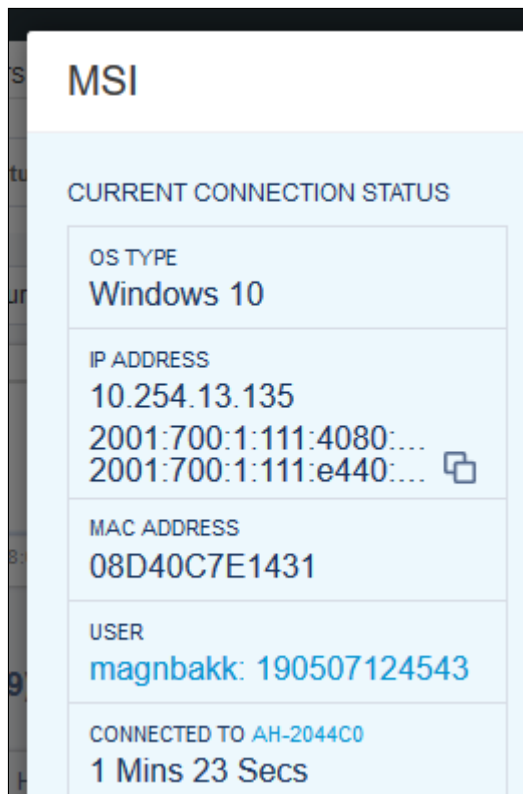 MSI
CURRENT CONNECTION STATUS
OS TYPE
Windows 10
IP ADDRESS
10.254.13.135
2001:700:1:111:4080:...
2001:700:1:111:e440:...
MAC ADDRESS
08D40C7E1431
USER
magnbakk: 190507124543
CONNECTED TO AH-2044C0
1 Mins 23 Secs